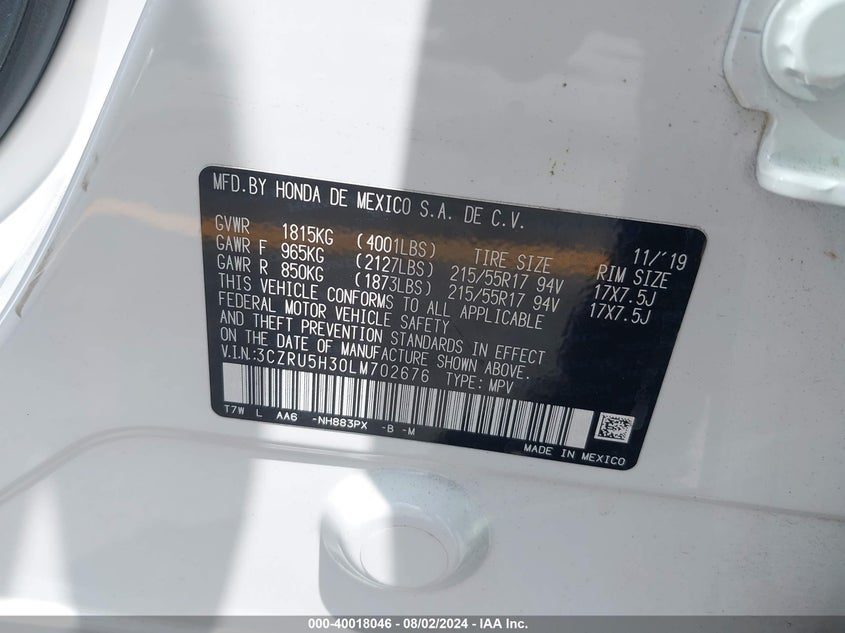 MFD.BY HONDA DE MEXICO S.A. DE C.V.
11/'19
GVWR 1815KG (4001LBS) TIRE SIZE RIM SIZE
GAWR F 965KG (2127LBS) 215/55R17 94V 17X7.5J
GAWR R 850KG (1873LBS) 215/55R17 94V 17X7.5J
THIS VEHICLE CONFORMS TO ALL APPLICABLE
FEDERAL MOTOR VEHICLE SAFETY
AND THEFT PREVENTION STANDARDS IN EFFECT
ON THE DATE OF MANUFACTURE SHOWN ABOVE.
V.I.N:3CZRU5H30LM702676 TYPE: MPV
T7W L AA6 -NH883PX -B -M
MADE IN MEXICO
000-40018046 - 08/02/2024 - IAA Inc.